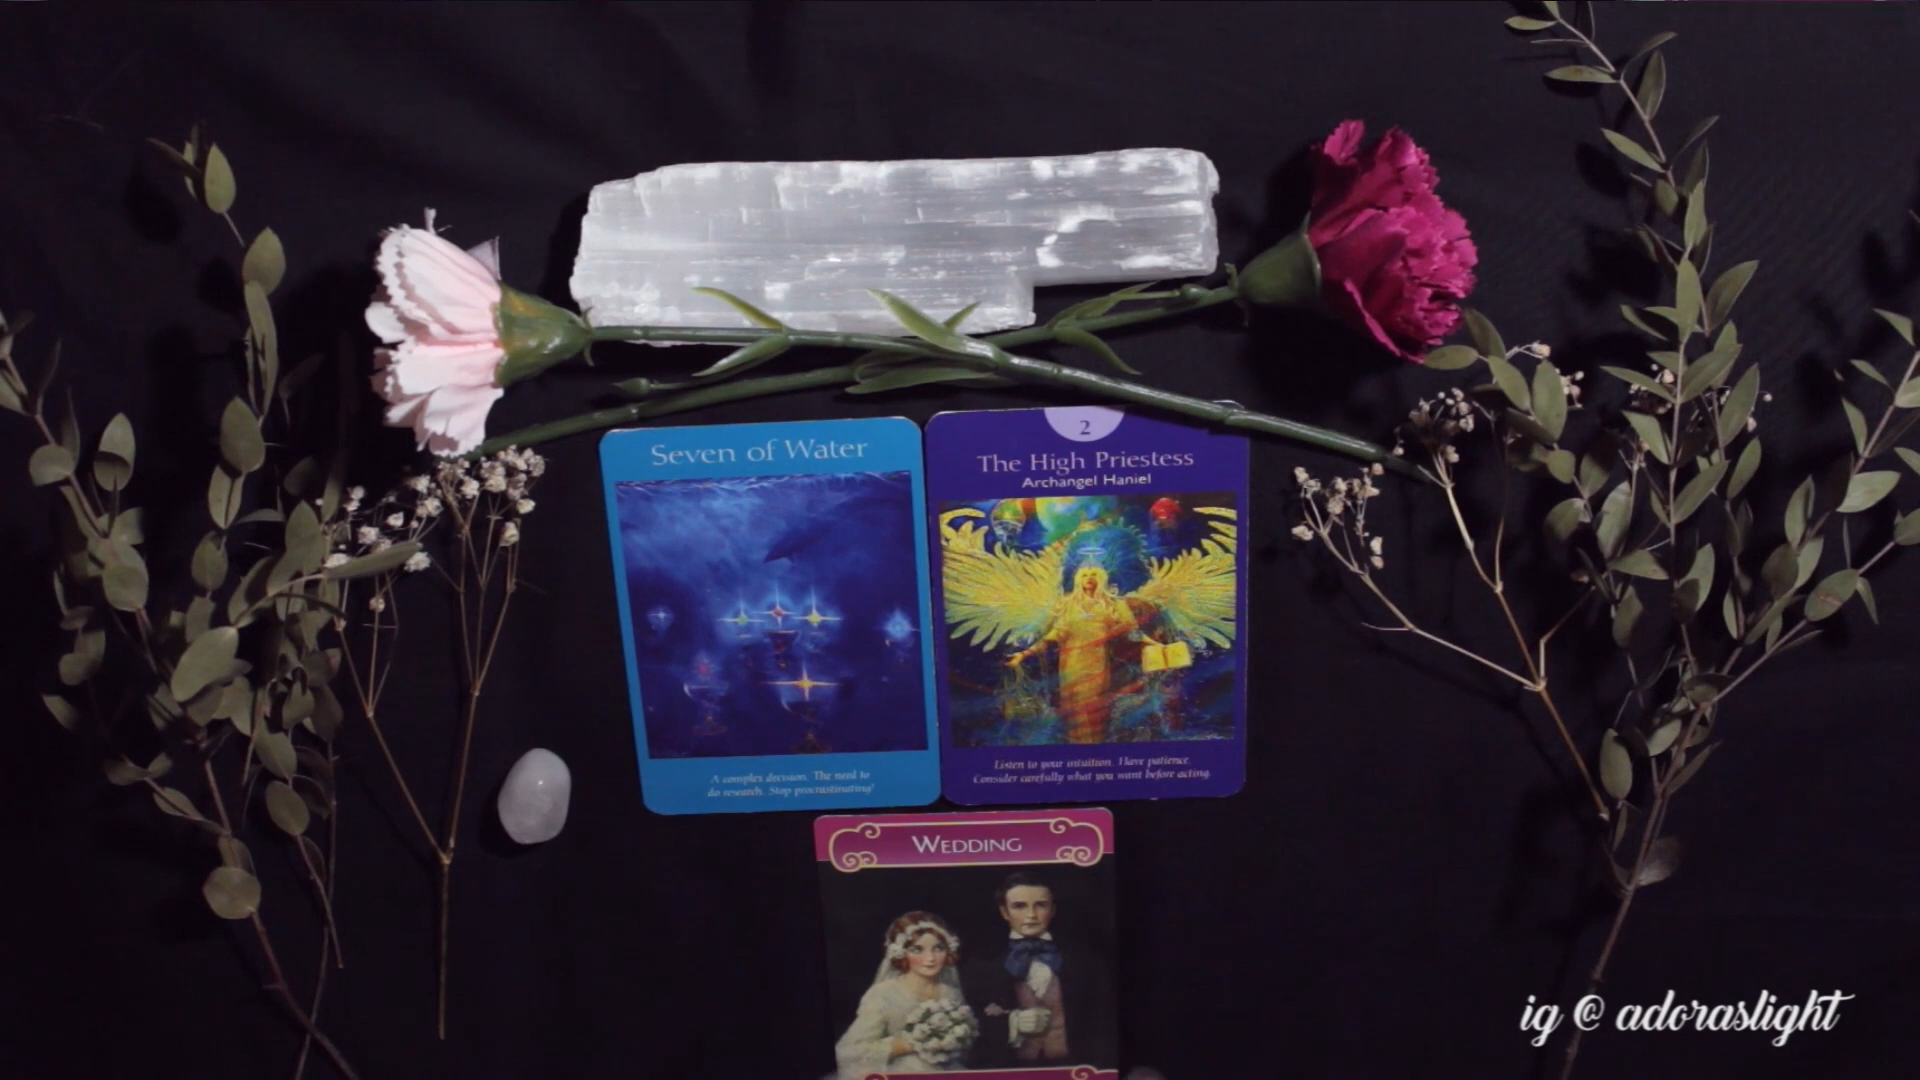 Seven of Water
A complex decision. The need to
do research. Stop procrastinating!
2
The High Priestess
Archangel Haniel
Listen to your intuition. Have patience.
Consider carefully what you want before acting.
WEDDING
ig @ adoraslight